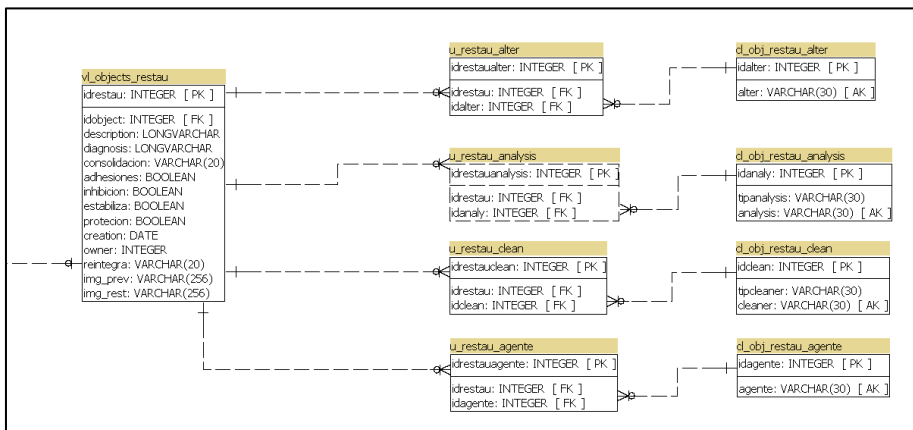 vl_objects_restau
idrestau: INTEGER [ PK ]
idobject: INTEGER [ FK ]
description: LONGVARCHAR
diagnosis: LONGVARCHAR
consolidacion: VARCHAR(20)
adhesiones: BOOLEAN
inhibicion: BOOLEAN
estabiliza: BOOLEAN
protecion: BOOLEAN
creation: DATE
owner: INTEGER
reintegra: VARCHAR(20)
img_prev: VARCHAR(256)
img_rest: VARCHAR(256)
u_restau_alter
idrestaualter: INTEGER [ PK ]
idrestau: INTEGER [ FK ]
idalter: INTEGER [ FK ]
cl_obj_restau_alter
idalter: INTEGER [ PK ]
alter: VARCHAR(30) [ AK ]
u_restau_analysis
idrestauanalysis: INTEGER [ PK ]
idrestau: INTEGER [ FK ]
idanaly: INTEGER [ FK ]
cl_obj_restau_analysis
idanaly: INTEGER [ PK ]
tipanalysis: VARCHAR(30)
analysis: VARCHAR(30) [ AK ]
u_restau_clean
idrestauclean: INTEGER [ PK ]
idrestau: INTEGER [ FK ]
idclean: INTEGER [ FK ]
cl_obj_restau_clean
idclean: INTEGER [ PK ]
tipcleaner: VARCHAR(30)
cleaner: VARCHAR(30) [ AK ]
u_restau_agente
idrestauagente: INTEGER [ PK ]
idrestau: INTEGER [ FK ]
idagente: INTEGER [ FK ]
cl_obj_restau_agente
idagente: INTEGER [ PK ]
agente: VARCHAR(30) [ AK ]